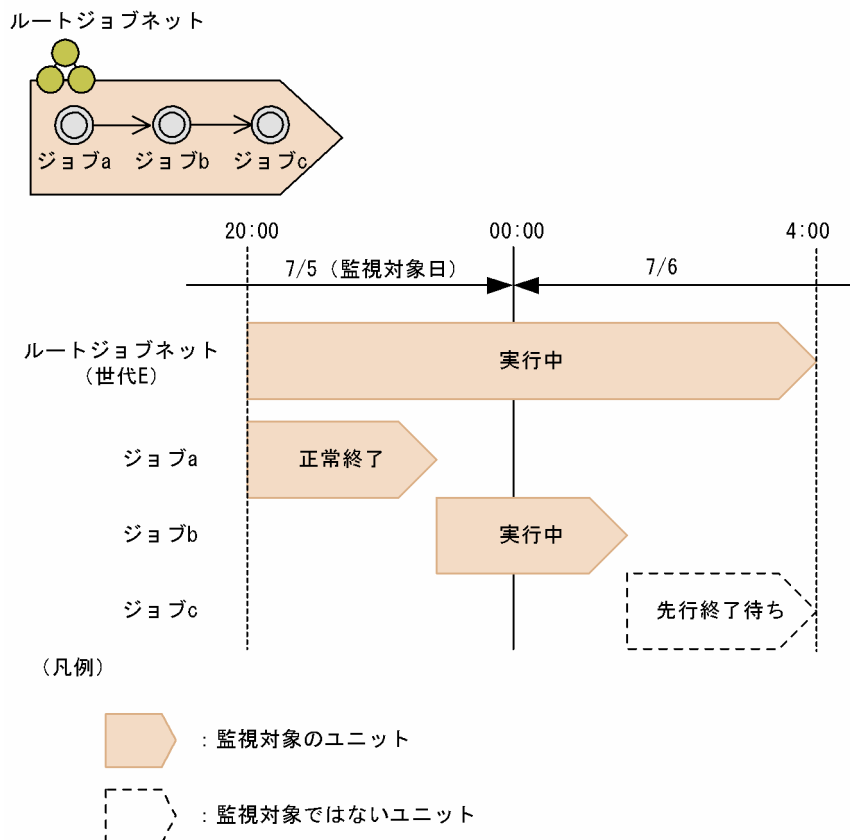 ルートジョブネット
ジョブa
ジョブb
ジョブc
20:00
00:00
4:00
7/5（監視対象日）
7/6
ルートジョブネット
（世代E）
実行中
ジョブa
正常終了
ジョブb
実行中
ジョブc
先行終了待ち
（凡例）
：監視対象のユニット
：監視対象ではないユニット